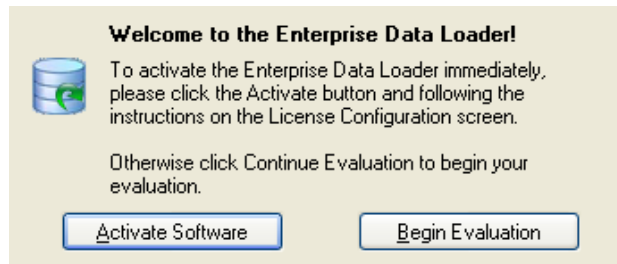 Welcome to the Enterprise Data Loader!
To activate the Enterprise Data Loader immediately,
please click the Activate button and following the
instructions on the License Configuration screen.
Otherwise click Continue Evaluation to begin your
evaluation.
Activate Software
Begin Evaluation